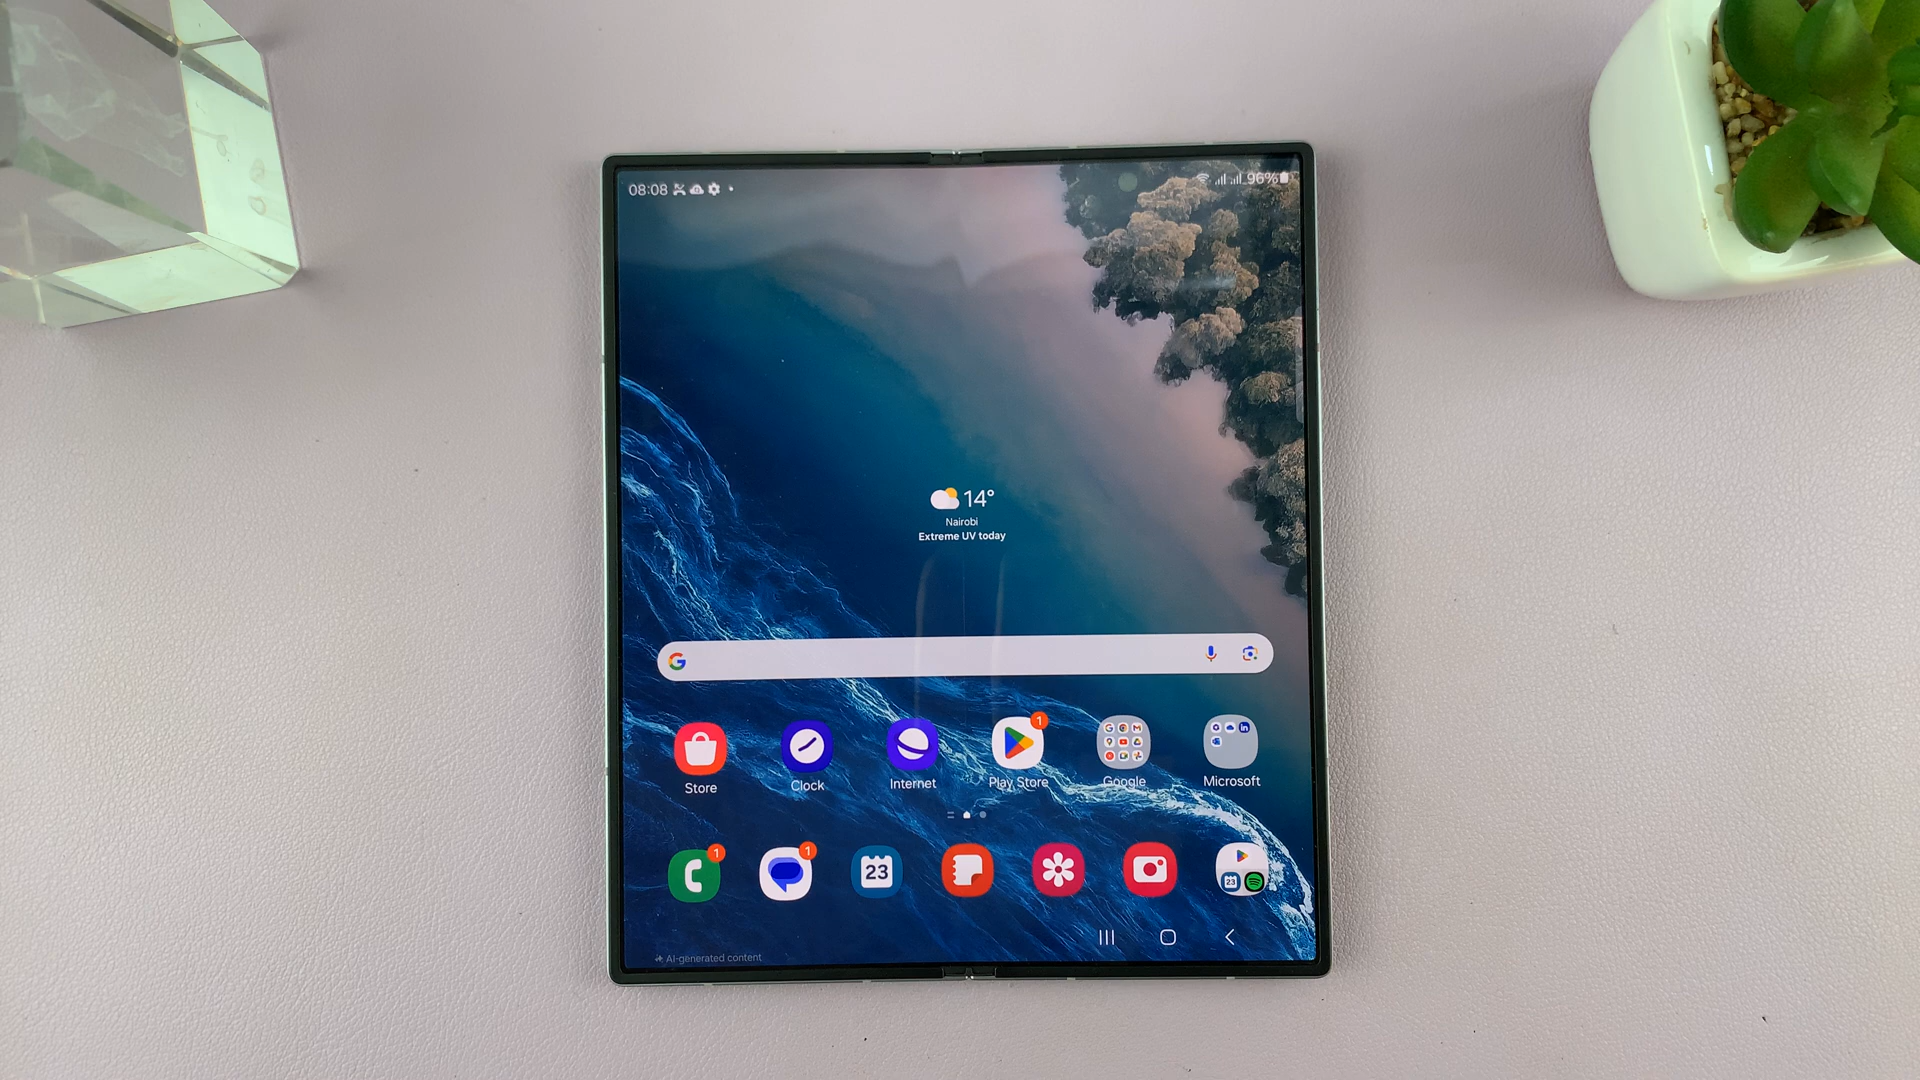 08:08
96%
14°
Nairobi
Extreme UV today
G
1
Store
Clock
Internet
Play Store
Google
Microsoft
1
1
23
23
AI-generated content